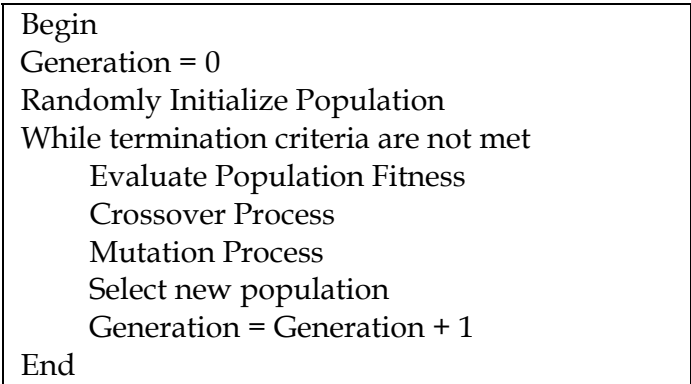 Begin
Generation = 0
Randomly Initialize Population
While termination criteria are not met
Evaluate Population Fitness
Crossover Process
Mutation Process
Select new population
Generation = Generation + 1
End